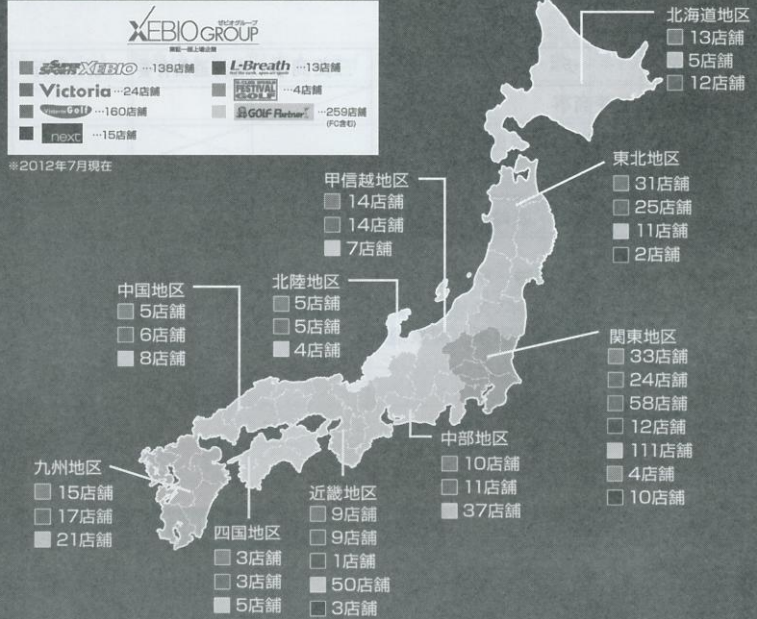 ゼビオグループ
XEBIO GROUP
東証一部上場企業
SUPER SPORTS XEBIO …138店舗
Victoria …24店舗
Victoria Golf …160店舗
next …15店舗
L-Breath …13店舗
FESTIVAL GOLF …4店舗
GOLF Partner …259店舗
(FC含む)
※2012年7月現在
北海道地区
13店舗
5店舗
12店舗
東北地区
31店舗
25店舗
11店舗
2店舗
甲信越地区
14店舗
14店舗
7店舗
北陸地区
5店舗
5店舗
4店舗
中国地区
5店舗
6店舗
8店舗
関東地区
33店舗
24店舗
58店舗
12店舗
111店舗
4店舗
10店舗
中部地区
10店舗
11店舗
37店舗
九州地区
15店舗
17店舗
21店舗
四国地区
3店舗
3店舗
5店舗
近畿地区
9店舗
9店舗
1店舗
50店舗
3店舗